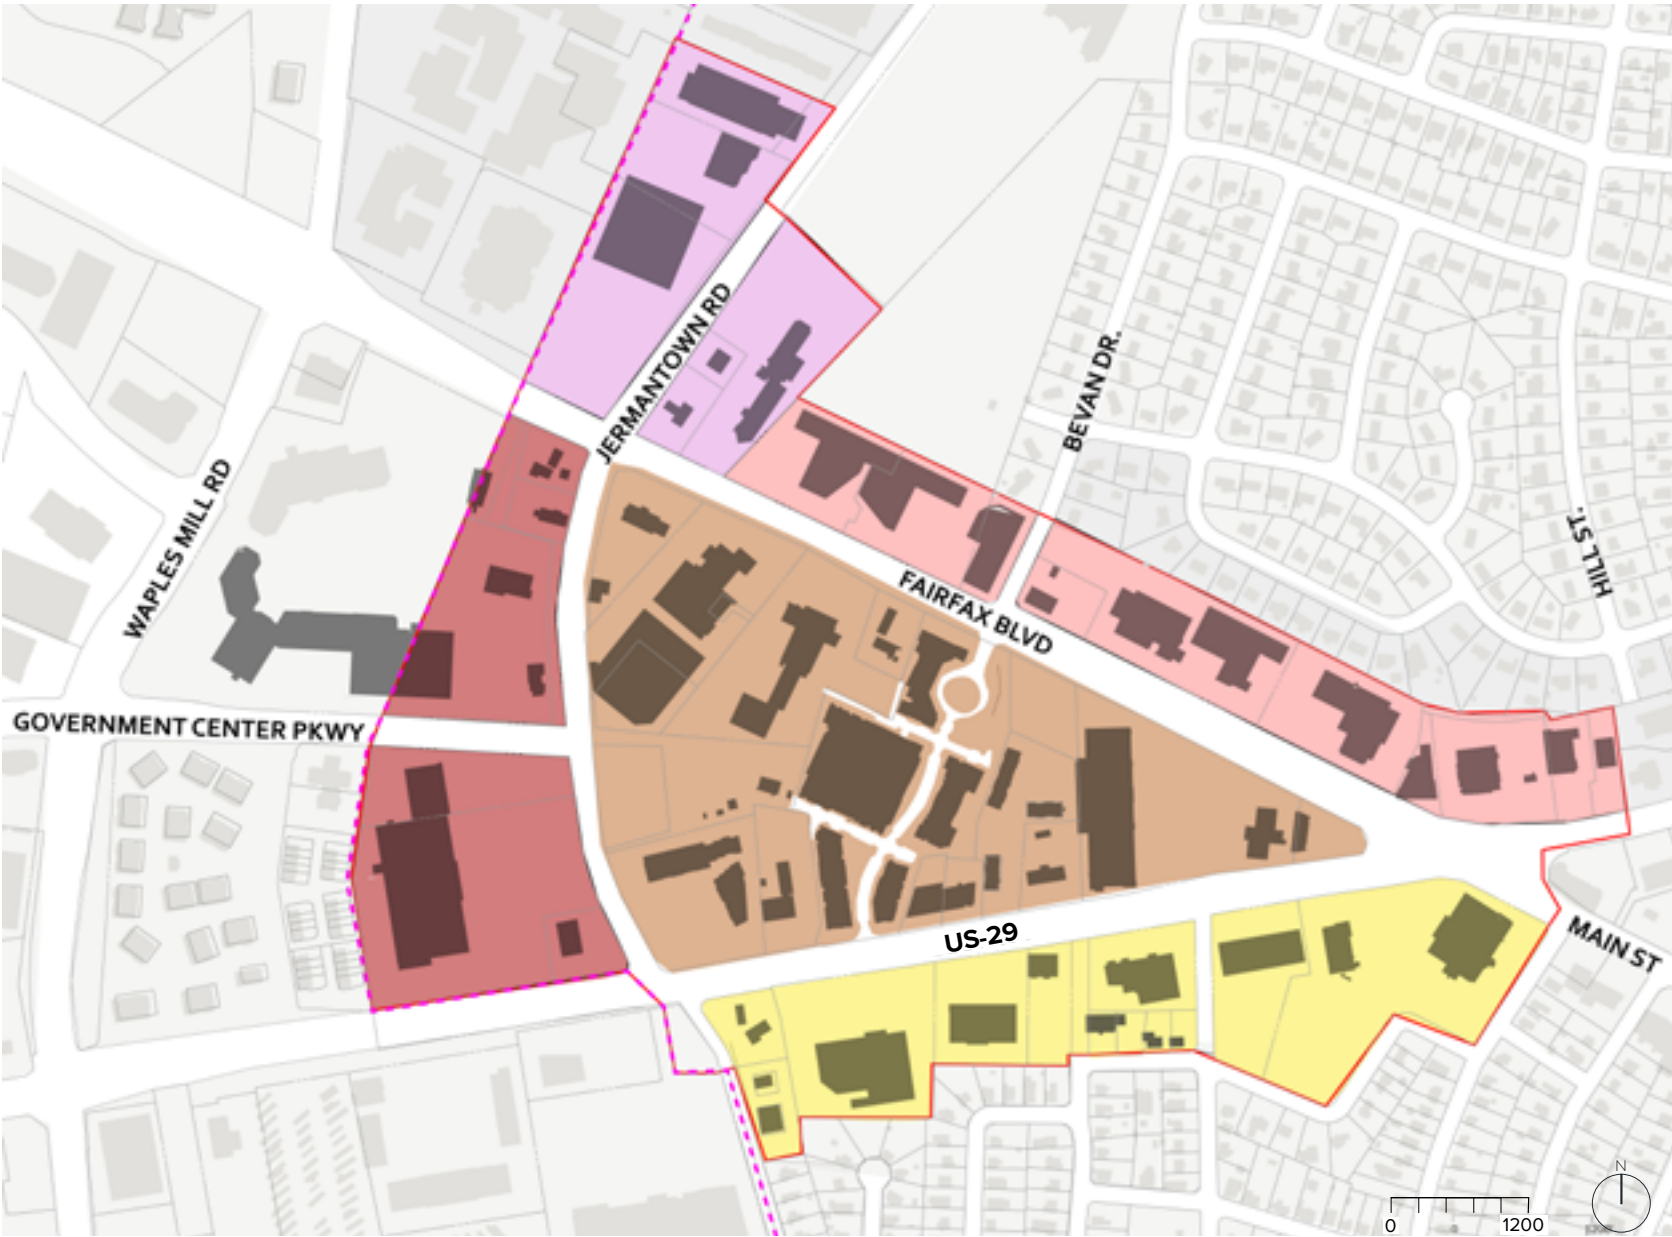 JERMANTOWN RD
BEVAN DR.
WAPLES MILL RD
HILL ST.
FAIRFAX BLVD
GOVERNMENT CENTER PKWY
US-29
MAIN ST
N
0
1200